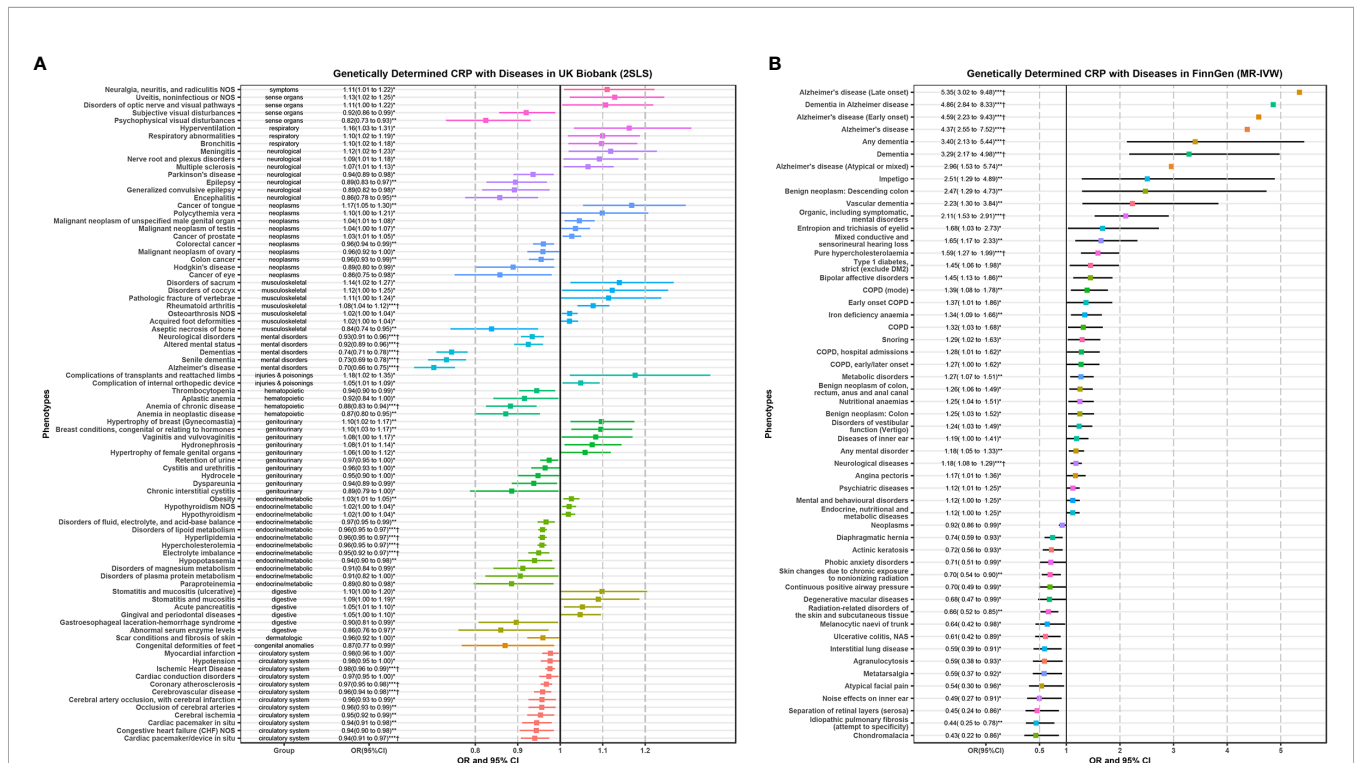 A
Genetically Determined CRP with Diseases in UK Biobank (2SLS)
Neuralgia, neuritis, and radiculitis NOS symptoms 1.11(1.01 to 1.22)*
Uveitis, noninfectious or NOS sense organs 1.13(1.02 to 1.25)*
Disorders of optic nerve and visual pathways sense organs 1.11(1.00 to 1.22)*
Subjective visual disturbances sense organs 0.92(0.86 to 0.99)*
Psychophysical visual disturbances sense organs 0.82(0.73 to 0.93)**
Hyperventilation respiratory 1.16(1.03 to 1.31)*
Respiratory abnormalities respiratory 1.10(1.02 to 1.19)*
Bronchitis respiratory 1.10(1.02 to 1.18)*
Meningitis neurological 1.12(1.02 to 1.23)*
Nerve root and plexus disorders neurological 1.09(1.01 to 1.18)*
Multiple sclerosis neurological 1.07(1.01 to 1.13)*
Parkinson's disease neurological 0.94(0.89 to 0.98)*
Epilepsy neurological 0.89(0.83 to 0.97)**
Generalized convulsive epilepsy neurological 0.89(0.82 to 0.98)*
Encephalitis neurological 0.86(0.78 to 0.95)**
Cancer of tongue neoplasms 1.17(1.05 to 1.30)**
Polycythemia vera neoplasms 1.10(1.00 to 1.21)*
Malignant neoplasm of unspecified male genital organ neoplasms 1.04(1.01 to 1.08)*
Malignant neoplasm of testis neoplasms 1.04(1.00 to 1.07)*
Cancer of prostate neoplasms 1.03(1.01 to 1.05)*
Colorectal cancer neoplasms 0.96(0.94 to 0.99)**
Malignant neoplasm of ovary neoplasms 0.96(0.92 to 1.00)*
Colon cancer neoplasms 0.96(0.93 to 0.99)**
Hodgkin's disease neoplasms 0.89(0.80 to 0.99)*
Cancer of eye neoplasms 0.86(0.75 to 0.98)*
Disorders of sacrum musculoskeletal 1.14(1.02 to 1.27)*
Disorders of coccyx musculoskeletal 1.12(1.00 to 1.25)*
Pathologic fracture of vertebrae musculoskeletal 1.11(1.00 to 1.24)*
Rheumatoid arthritis musculoskeletal 1.08(1.04 to 1.12)***†
Osteoarthrosis NOS musculoskeletal 1.02(1.00 to 1.04)*
Acquired foot deformities musculoskeletal 1.02(1.00 to 1.04)*
Aseptic necrosis of bone musculoskeletal 0.84(0.74 to 0.95)**
Neurological disorders mental disorders 0.93(0.91 to 0.96)***†
Altered mental status mental disorders 0.92(0.89 to 0.96)***†
Dementias mental disorders 0.74(0.71 to 0.78)***†
Senile dementia mental disorders 0.73(0.69 to 0.78)***†
Alzheimer's disease mental disorders 0.70(0.66 to 0.75)***†
Complications of transplants and reattached limbs injuries & poisonings 1.18(1.02 to 1.35)*
Complication of internal orthopedic device injuries & poisonings 1.05(1.01 to 1.09)*
Thrombocytopenia hematopoietic 0.94(0.90 to 0.99)*
Aplastic anemia hematopoietic 0.92(0.84 to 1.00)*
Anemia of chronic disease hematopoietic 0.88(0.83 to 0.94)***†
Anemia in neoplastic disease hematopoietic 0.87(0.80 to 0.95)**
Hypertrophy of breast (Gynecomastia) genitourinary 1.10(1.02 to 1.17)**
Breast conditions, congenital or relating to hormones genitourinary 1.10(1.03 to 1.17)**
Vaginitis and vulvovaginitis genitourinary 1.08(1.00 to 1.17)*
Hydronephrosis genitourinary 1.08(1.01 to 1.14)*
Hypertrophy of female genital organs genitourinary 1.06(1.00 to 1.12)*
Retention of urine genitourinary 0.97(0.95 to 1.00)*
Cystitis and urethritis genitourinary 0.96(0.93 to 1.00)*
Hydrocele genitourinary 0.95(0.90 to 1.00)*
Dyspareunia genitourinary 0.94(0.89 to 0.99)*
Chronic interstitial cystitis genitourinary 0.89(0.79 to 1.00)*
Obesity endocrine/metabolic 1.03(1.01 to 1.05)**
Hypothyroidism NOS endocrine/metabolic 1.02(1.00 to 1.04)*
Hypothyroidism endocrine/metabolic 1.02(1.00 to 1.04)*
Disorders of fluid, electrolyte, and acid-base balance endocrine/metabolic 0.97(0.95 to 0.99)**
Disorders of lipoid metabolism endocrine/metabolic 0.96(0.95 to 0.97)***†
Hyperlipidemia endocrine/metabolic 0.96(0.95 to 0.97)***†
Hypercholesterolemia endocrine/metabolic 0.96(0.95 to 0.97)***†
Electrolyte imbalance endocrine/metabolic 0.95(0.92 to 0.97)***†
Hypopotassemia endocrine/metabolic 0.94(0.90 to 0.98)**
Disorders of magnesium metabolism endocrine/metabolic 0.91(0.84 to 0.99)*
Disorders of plasma protein metabolism endocrine/metabolic 0.91(0.82 to 1.00)*
Paraproteinemia endocrine/metabolic 0.89(0.80 to 0.98)*
Stomatitis and mucositis (ulcerative) digestive 1.10(1.00 to 1.20)*
Stomatitis and mucositis digestive 1.09(1.00 to 1.19)*
Acute pancreatitis digestive 1.05(1.01 to 1.10)*
Gingival and periodontal diseases digestive 1.05(1.00 to 1.10)*
Gastroesophageal laceration-hemorrhage syndrome digestive 0.90(0.81 to 0.99)*
Abnormal serum enzyme levels digestive 0.86(0.76 to 0.97)*
Scar conditions and fibrosis of skin dermatologic 0.96(0.92 to 1.00)*
Congenital deformities of feet congenital anomalies 0.87(0.77 to 0.99)*
Myocardial infarction circulatory system 0.98(0.96 to 1.00)*
Hypotension circulatory system 0.98(0.95 to 1.00)*
Ischemic Heart Disease circulatory system 0.98(0.96 to 0.99)***†
Cardiac conduction disorders circulatory system 0.97(0.95 to 1.00)*
Coronary atherosclerosis circulatory system 0.97(0.95 to 0.98)***†
Cerebrovascular disease circulatory system 0.96(0.94 to 0.98)***†
Cerebral artery occlusion, with cerebral infarction circulatory system 0.96(0.93 to 0.99)*
Occlusion of cerebral arteries circulatory system 0.96(0.93 to 0.99)**
Cerebral ischemia circulatory system 0.95(0.92 to 0.99)**
Cardiac pacemaker in situ circulatory system 0.94(0.91 to 0.98)**
Congestive heart failure (CHF) NOS circulatory system 0.94(0.90 to 0.98)**
Cardiac pacemaker/device in situ circulatory system 0.94(0.91 to 0.97)***†
Phenotypes
Group OR(95%CI) 0.8 0.9 1 1.1 1.2
OR and 95% CI
B
Genetically Determined CRP with Diseases in FinnGen (MR-IVW)
Alzheimer's disease (Late onset) 5.35( 3.02 to 9.48)***†
Dementia in Alzheimer disease 4.86( 2.84 to 8.33)***†
Alzheimer's disease (Early onset) 4.59( 2.23 to 9.43)***†
Alzheimer's disease 4.37( 2.55 to 7.52)***†
Any dementia 3.40( 2.13 to 5.44)***†
Dementia 3.29( 2.17 to 4.98)***†
Alzheimer's disease (Atypical or mixed) 2.96( 1.53 to 5.74)**
Impetigo 2.51( 1.29 to 4.89)**
Benign neoplasm: Descending colon 2.47( 1.29 to 4.73)**
Vascular dementia 2.23( 1.30 to 3.84)**
Organic, including symptomatic,
mental disorders 2.11( 1.53 to 2.91)***†
Entropion and trichiasis of eyelid 1.68( 1.03 to 2.73)*
Mixed conductive and
sensorineural hearing loss 1.65( 1.17 to 2.33)**
Pure hypercholesterolaemia 1.59( 1.27 to 1.99)***†
Type 1 diabetes,
strict (exclude DM2) 1.45( 1.06 to 1.98)*
Bipolar affective disorders 1.45( 1.13 to 1.86)**
COPD (mode) 1.39( 1.08 to 1.78)**
Early onset COPD 1.37( 1.01 to 1.86)*
Iron deficiency anaemia 1.34( 1.09 to 1.66)**
COPD 1.32( 1.03 to 1.68)*
Snoring 1.29( 1.02 to 1.63)*
COPD, hospital admissions 1.28( 1.01 to 1.62)*
COPD, early/later onset 1.27( 1.00 to 1.62)*
Metabolic disorders 1.27( 1.07 to 1.51)**
Benign neoplasm of colon,
rectum, anus and anal canal 1.26( 1.06 to 1.49)*
Nutritional anaemias 1.25( 1.04 to 1.51)*
Benign neoplasm: Colon 1.25( 1.03 to 1.52)*
Disorders of vestibular
function (Vertigo) 1.24( 1.03 to 1.49)*
Diseases of inner ear 1.19( 1.00 to 1.41)*
Any mental disorder 1.18( 1.05 to 1.33)**
Neurological diseases 1.18( 1.08 to 1.29)***†
Angina pectoris 1.17( 1.01 to 1.36)*
Psychiatric diseases 1.12( 1.01 to 1.25)*
Mental and behavioural disorders 1.12( 1.00 to 1.25)*
Endocrine, nutritional and
metabolic diseases 1.12( 1.00 to 1.25)*
Neoplasms 0.92( 0.86 to 0.99)*
Diaphragmatic hernia 0.74( 0.59 to 0.93)*
Actinic keratosis 0.72( 0.56 to 0.93)*
Phobic anxiety disorders 0.71( 0.51 to 0.99)*
Skin changes due to chronic exposure
to nonionizing radiation 0.70( 0.54 to 0.90)**
Continuous positive airway pressure 0.70( 0.49 to 0.99)*
Degenerative macular diseases 0.68( 0.47 to 0.99)*
Radiation-related disorders of
the skin and subcutaneous tissue 0.66( 0.52 to 0.85)**
Melanocytic naevi of trunk 0.64( 0.42 to 0.98)*
Ulcerative colitis, NAS 0.61( 0.42 to 0.89)*
Interstitial lung disease 0.59( 0.39 to 0.91)*
Agranulocytosis 0.59( 0.38 to 0.93)*
Metatarsalgia 0.59( 0.37 to 0.92)*
Atypical facial pain 0.54( 0.30 to 0.96)*
Noise effects on inner ear 0.49( 0.27 to 0.91)*
Separation of retinal layers (serosa) 0.45( 0.24 to 0.86)*
Idiopathic pulmonary fibrosis
(attempt to specificity) 0.44( 0.25 to 0.78)**
Chondromalacia 0.43( 0.22 to 0.86)*
Phenotypes
OR(95%CI) 0.5 1 2 4 5
OR and 95% CI